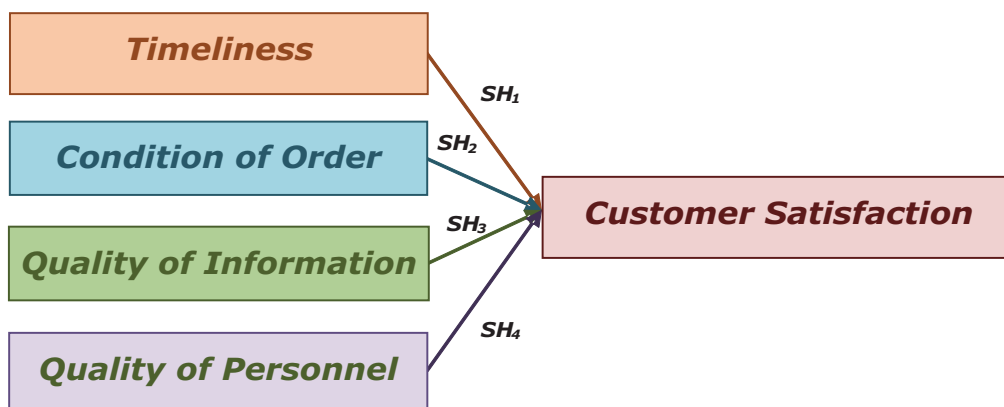 Timeliness
SH₁
Condition of Order
SH₂
Customer Satisfaction
SH₃
Quality of Information
SH₄
Quality of Personnel